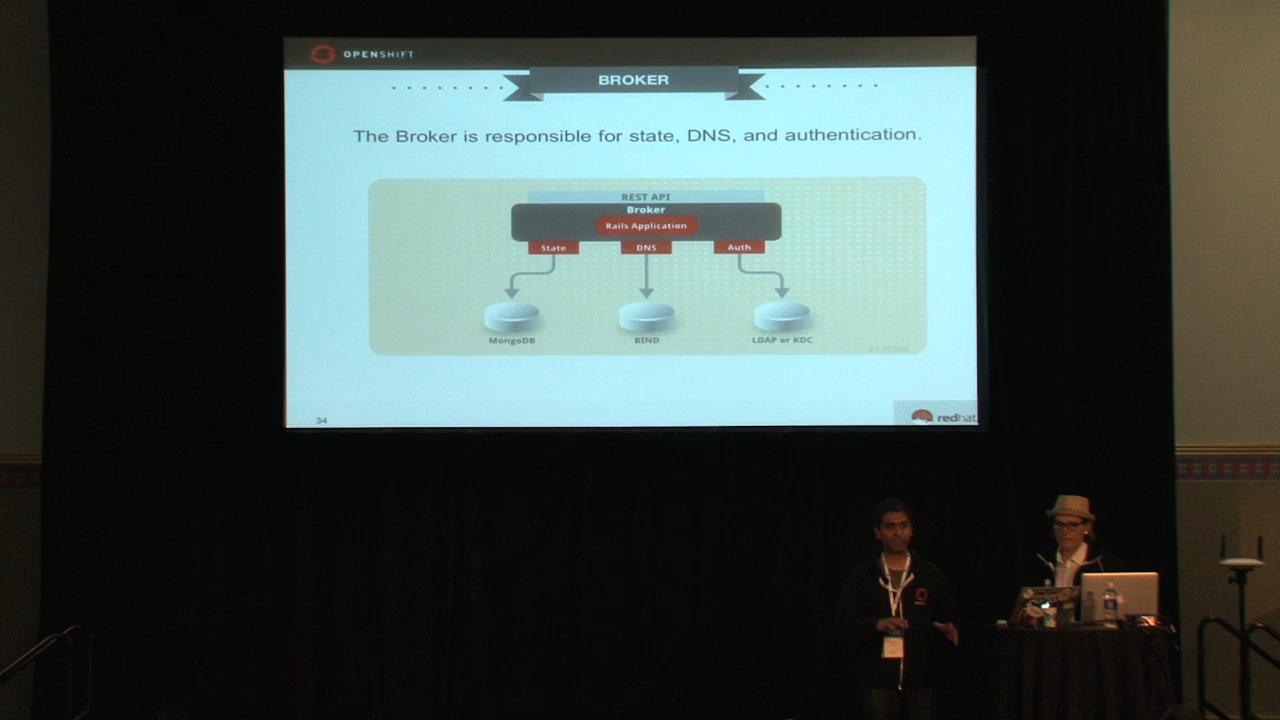 OPENSHIFT
BROKER
The Broker is responsible for state, DNS, and authentication.
REST API
Broker
Rails Application
State
DNS
Auth
MongoDB
BIND
LDAP or KDC
34
redhat